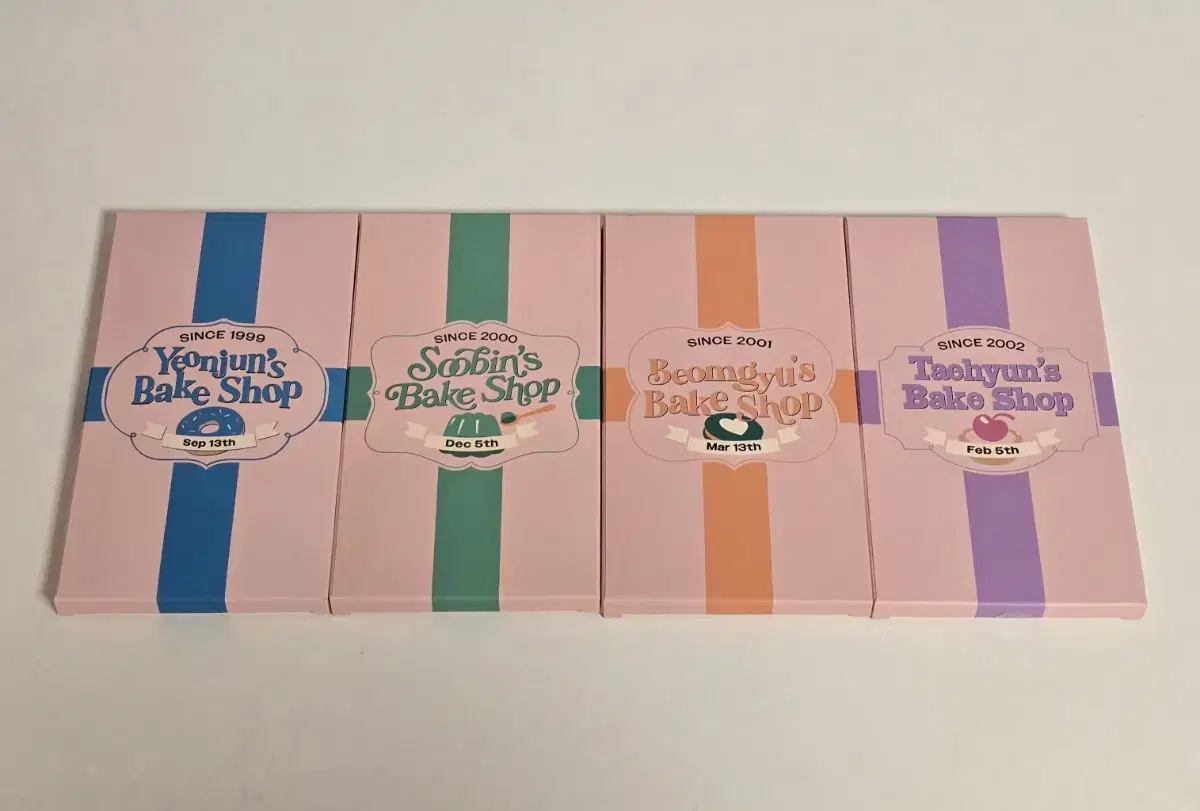 SINCE 1999
Yeonjun's
Bake Shop
Sep 13th
SINCE 2000
Soobin's
Bake Shop
Dec 5th
SINCE 2001
Beomgyu's
Bake Shop
Mar 13th
SINCE 2002
Taehyun's
Bake Shop
Feb 5th